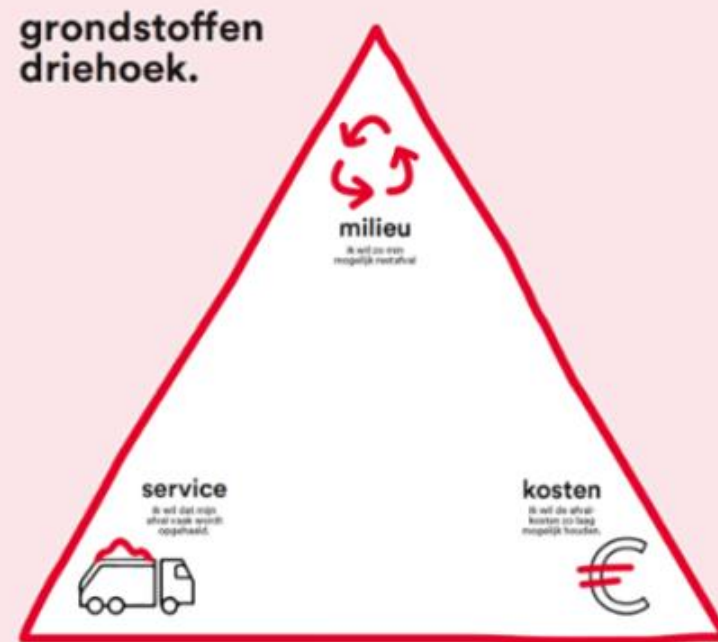 grondstoffen
driehoek.
milieu
ik wil zo min
mogelijk restafval
service
ik wil dat mijn
afval vaak wordt
opgehaald.
kosten
ik wil de afval-
kosten zo laag
mogelijk houden.
€